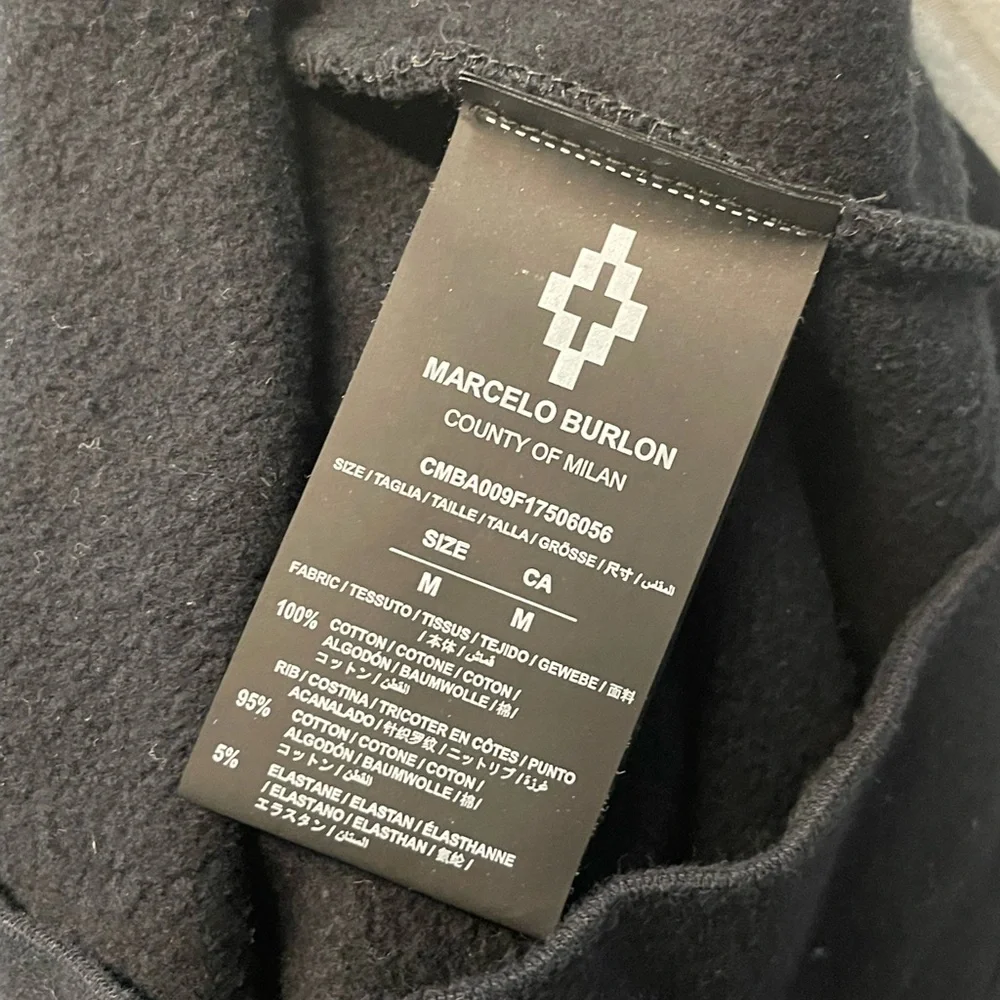 MARCELO BURLON
COUNTY OF MILAN
CMBA009F17506056
SIZE / TAGLIA / TAILLE / TALLA / GRÖSSE / 尺寸 / المقاس
SIZE CA
M M
FABRIC / TESSUTO / TISSUS / TEJIDO / GEWEBE / 面料
/ 本体 / قماش
100% COTTON / COTONE / COTON /
ALGODÓN / BAUMWOLLE / 棉 /
コットン / القطن
RIB / COSTINA / TRICOTER EN CÔTES / PUNTO
ACANALADO / 针织罗纹 / ニットリブ /
95% COTTON / COTONE / COTON /
ALGODÓN / BAUMWOLLE / 棉 /
コットン / القطن
5% ELASTANE / ELASTAN / ÉLASTHANNE
/ ELASTANO / ELASTHAN / 氨纶 /
エラスタン /